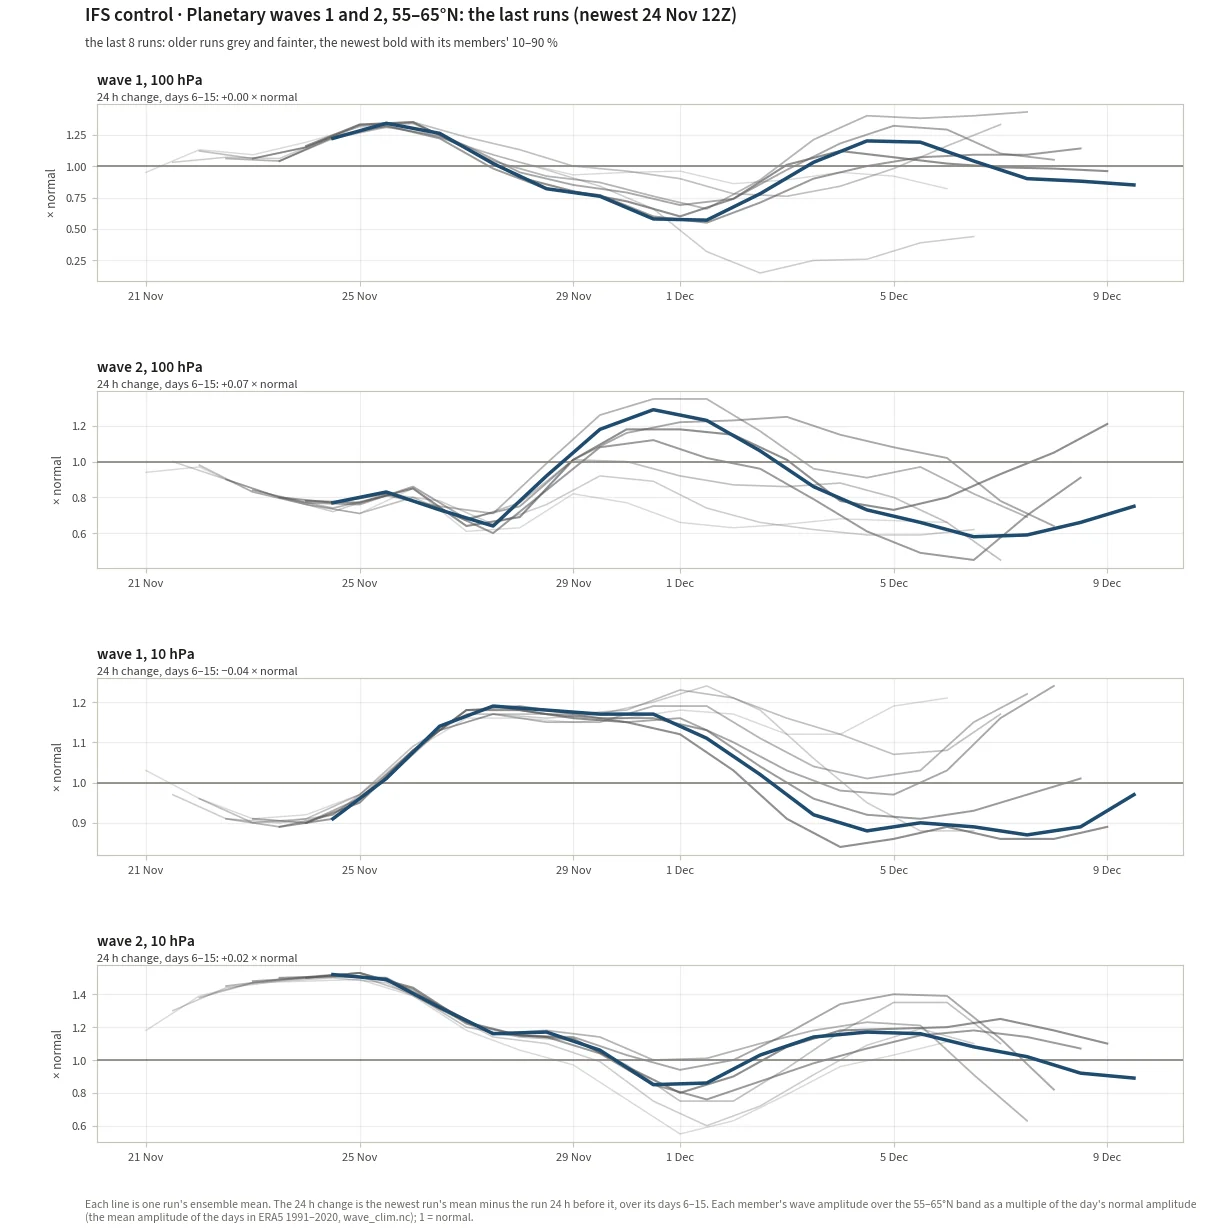 IFS control · Planetary waves 1 and 2, 55–65°N: the last runs (newest 24 Nov 12Z)
the last 8 runs: older runs grey and fainter, the newest bold with its members' 10–90 %
wave 1, 100 hPa
24 h change, days 6–15: +0.00 × normal
× normal
1.25
1.00
0.75
0.50
0.25
21 Nov
25 Nov
29 Nov
1 Dec
5 Dec
9 Dec
wave 2, 100 hPa
24 h change, days 6–15: +0.07 × normal
× normal
1.2
1.0
0.8
0.6
21 Nov
25 Nov
29 Nov
1 Dec
5 Dec
9 Dec
wave 1, 10 hPa
24 h change, days 6–15: −0.04 × normal
× normal
1.2
1.1
1.0
0.9
21 Nov
25 Nov
29 Nov
1 Dec
5 Dec
9 Dec
wave 2, 10 hPa
24 h change, days 6–15: +0.02 × normal
× normal
1.4
1.2
1.0
0.8
0.6
21 Nov
25 Nov
29 Nov
1 Dec
5 Dec
9 Dec
Each line is one run's ensemble mean. The 24 h change is the newest run's mean minus the run 24 h before it, over its days 6–15. Each member's wave amplitude over the 55–65°N band as a multiple of the day's normal amplitude
(the mean amplitude of the days in ERA5 1991–2020, wave_clim.nc); 1 = normal.